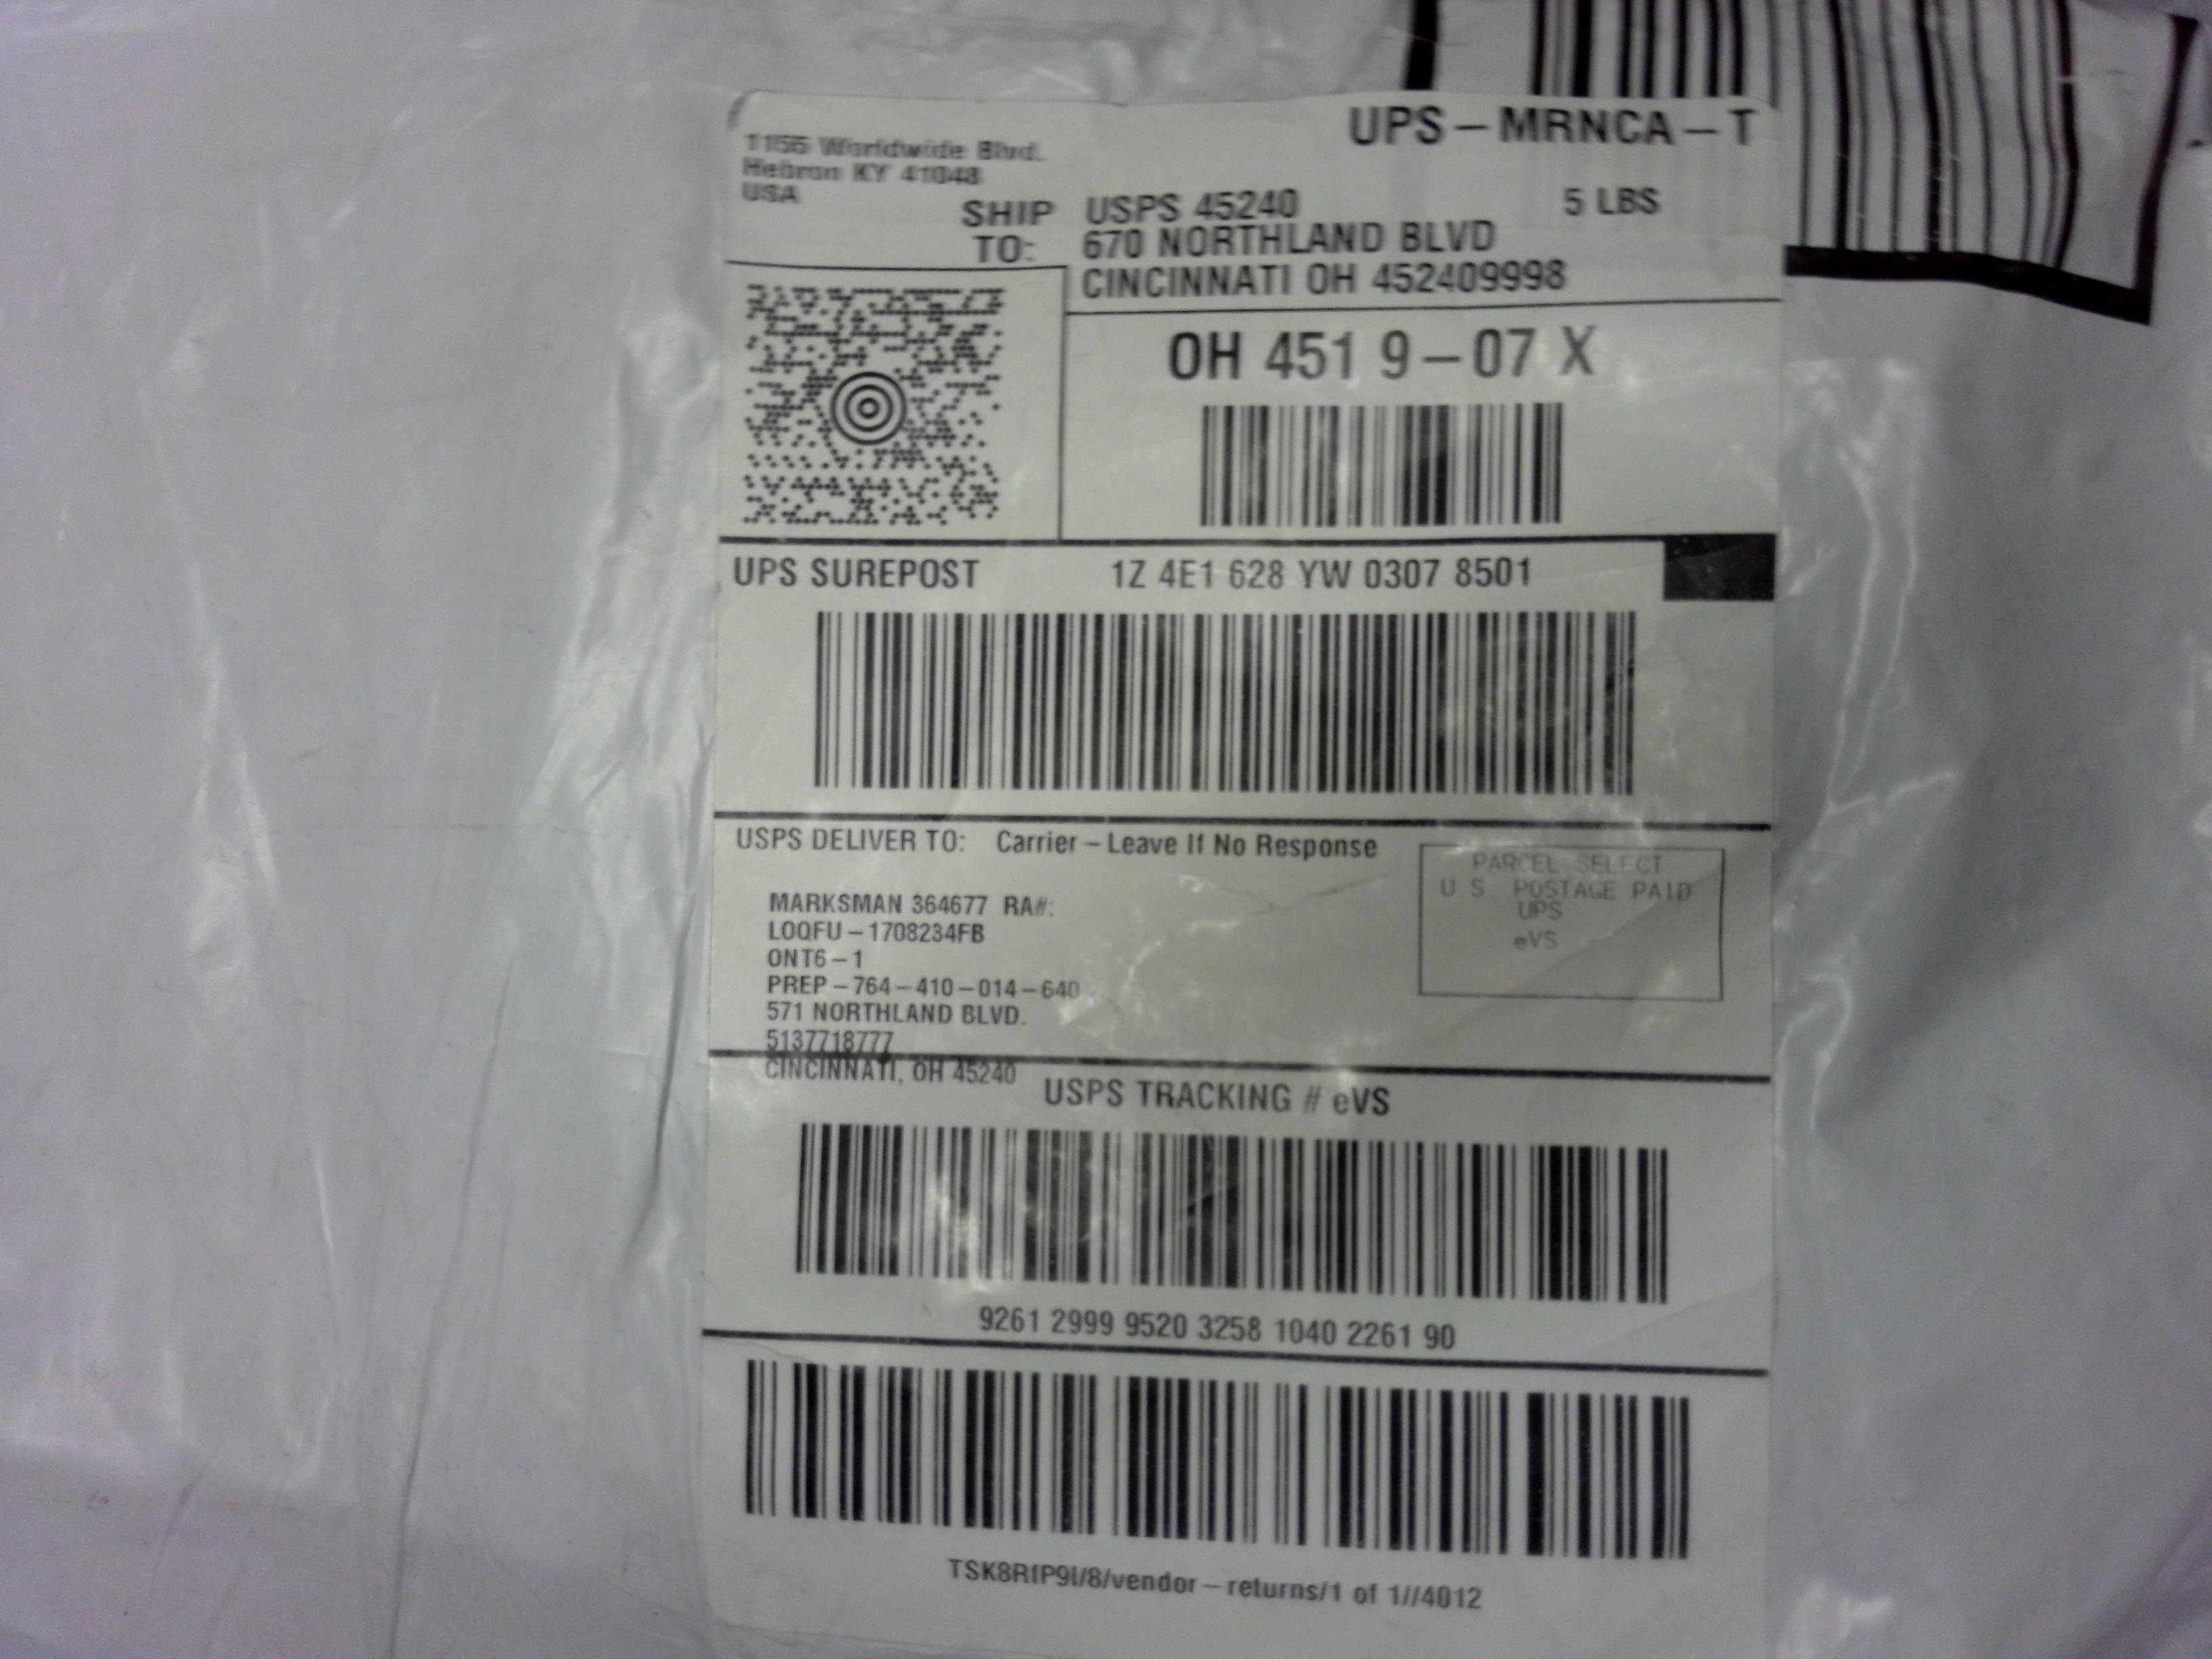 UPS – MRNCA – T
1155 Worldwide Blvd.
Hebron KY 41048
USA
SHIP TO:
USPS 45240 5 LBS
670 NORTHLAND BLVD
CINCINNATI OH 452409998
OH 451 9 – 07 X
UPS SUREPOST 1Z 4E1 628 YW 0307 8501
USPS DELIVER TO: Carrier – Leave If No Response
PARCEL SELECT
U.S. POSTAGE PAID
UPS
eVS
MARKSMAN 364677 RA#:
LOQFU – 1708234FB
ONT6 – 1
PREP – 764 – 410 – 014 – 640
571 NORTHLAND BLVD.
5137718777
CINCINNATI, OH 45240
USPS TRACKING # eVS
9261 2999 9520 3258 1040 2261 90
/8/vendor – returns/1 of 1//4012